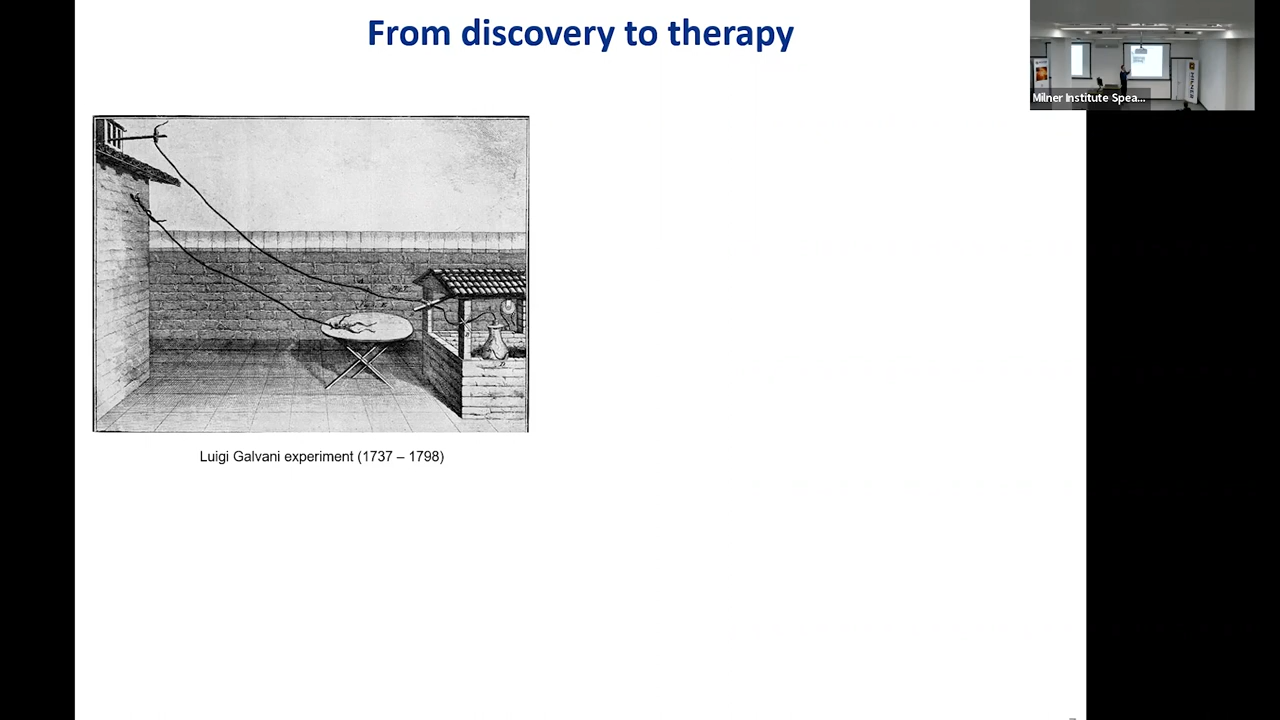 From discovery to therapy
Milner Institute Spea...
Luigi Galvani experiment (1737 – 1798)